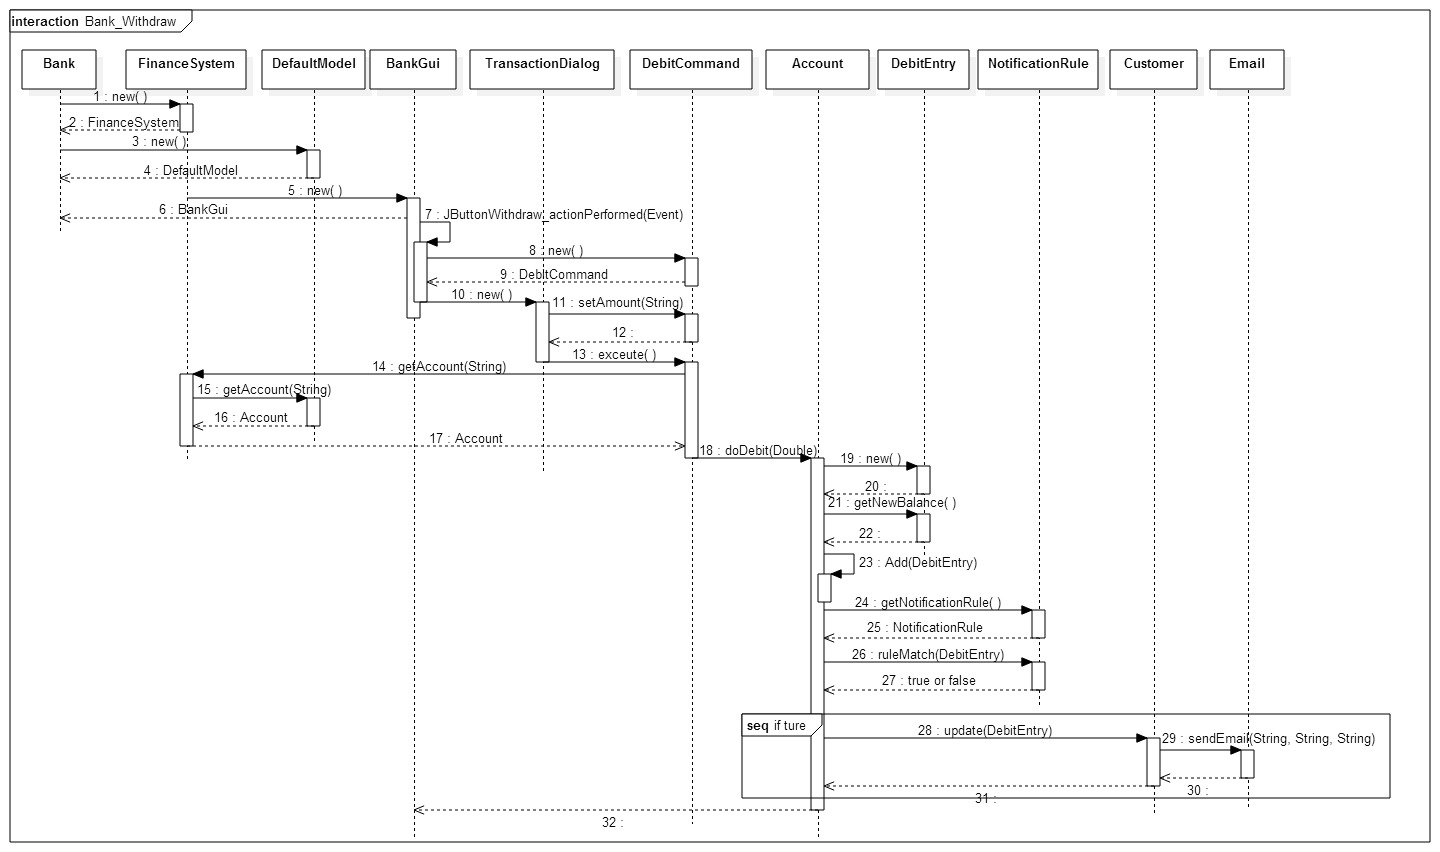 interaction Bank_Withdraw
Bank
FinanceSystem
DefaultModel
BankGui
TransactionDialog
DebitCommand
Account
DebitEntry
NotificationRule
Customer
Email
1 : new( )
2 : FinanceSystem
3 : new( )
4 : DefaultModel
5 : new( )
6 : BankGui
7 : JButtonWithdraw_actionPerformed(Event)
8 : new( )
9 : DebitCommand
10 : new( )
11 : setAmount(String)
12 :
13 : exceute( )
14 : getAccount(String)
15 : getAccount(String)
16 : Account
17 : Account
18 : doDebit(Double)
19 : new( )
20 :
21 : getNewBalance( )
22 :
23 : Add(DebitEntry)
24 : getNotificationRule( )
25 : NotificationRule
26 : ruleMatch(DebitEntry)
27 : true or false
seq if ture
28 : update(DebitEntry)
29 : sendEmail(String, String, String)
30 :
31 :
32 :